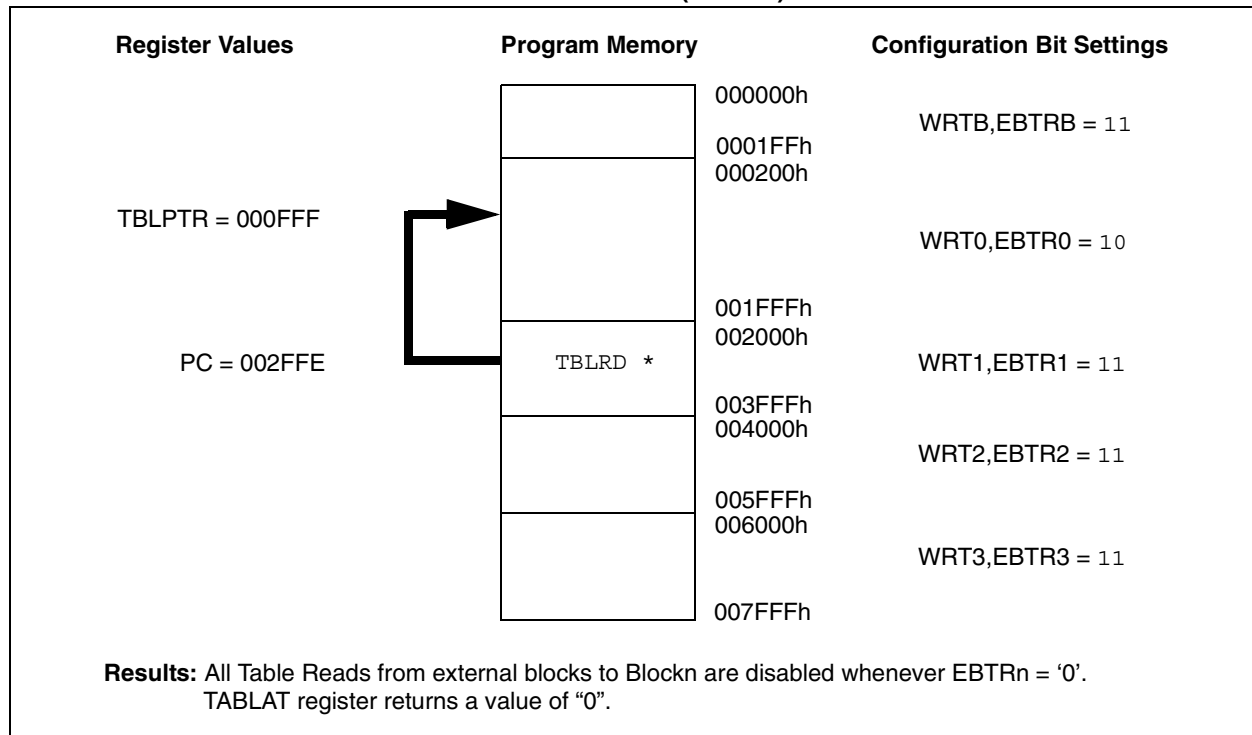 Register Values Program Memory Configuration Bit Settings
000000h
WRTB,EBTRB = 11
0001FFh
000200h
TBLPTR = 000FFF
WRT0,EBTR0 = 10
001FFFh
002000h
PC = 002FFE TBLRD * WRT1,EBTR1 = 11
003FFFh
004000h
WRT2,EBTR2 = 11
005FFFh
006000h
WRT3,EBTR3 = 11
007FFFh
Results: All Table Reads from external blocks to Blockn are disabled whenever EBTRn = ‘0’.
TABLAT register returns a value of “0”.